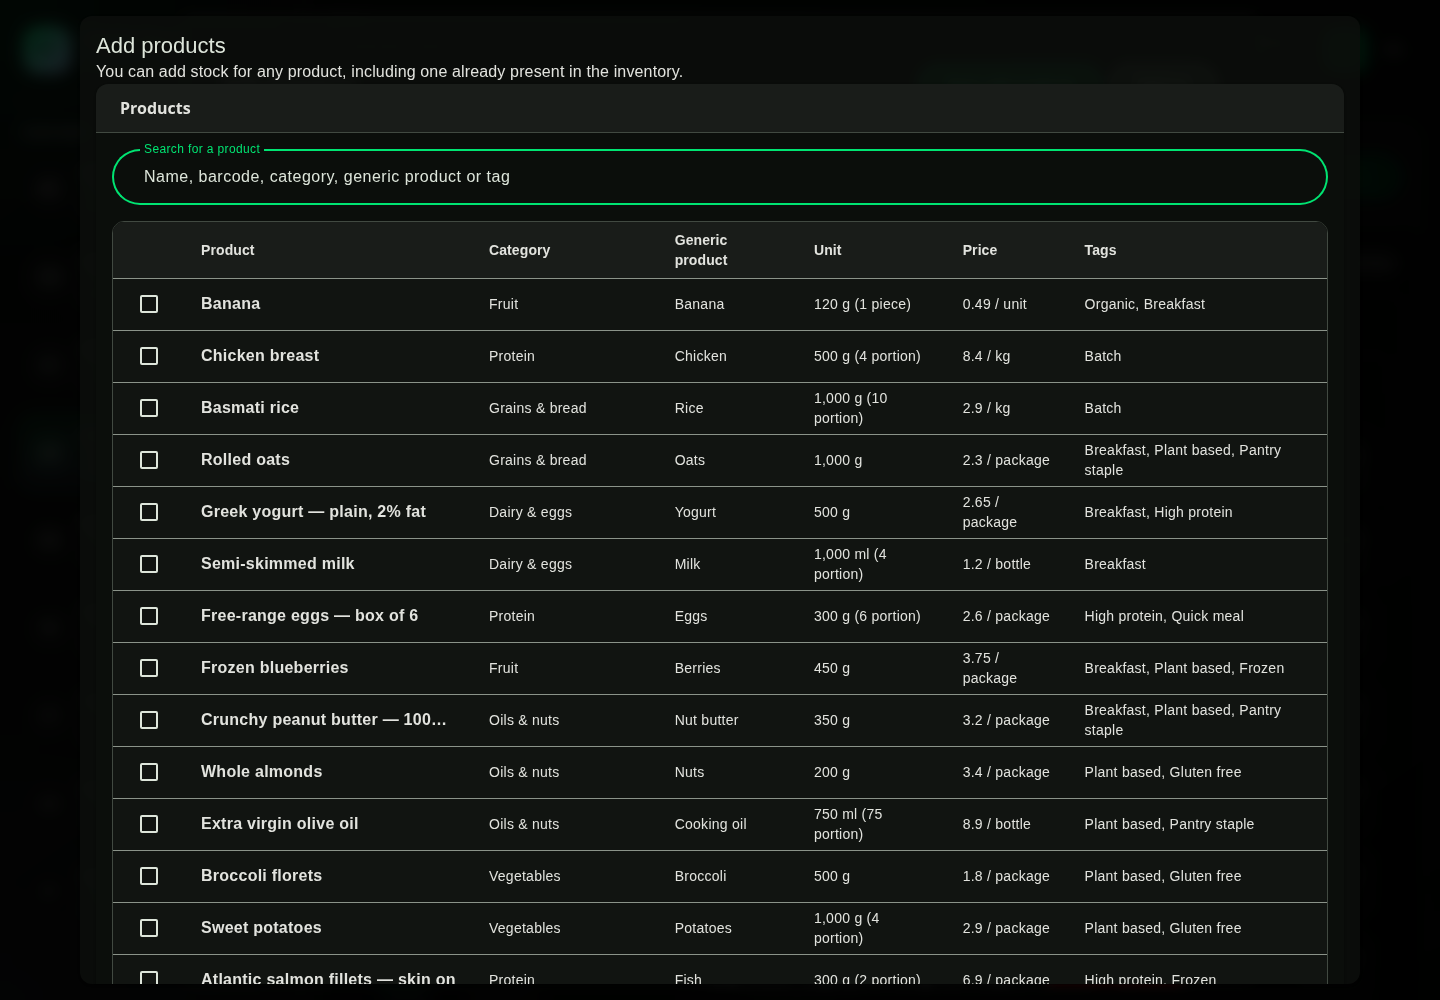 Add products
You can add stock for any product, including one already present in the inventory.
Products
Search for a product
Name, barcode, category, generic product or tag
Product Category Generic product Unit Price Tags
Banana Fruit Banana 120 g (1 piece) 0.49 / unit Organic, Breakfast
Chicken breast Protein Chicken 500 g (4 portion) 8.4 / kg Batch
Basmati rice Grains & bread Rice 1,000 g (10 portion) 2.9 / kg Batch
Rolled oats Grains & bread Oats 1,000 g 2.3 / package Breakfast, Plant based, Pantry staple
Greek yogurt — plain, 2% fat Dairy & eggs Yogurt 500 g 2.65 / package Breakfast, High protein
Semi-skimmed milk Dairy & eggs Milk 1,000 ml (4 portion) 1.2 / bottle Breakfast
Free-range eggs — box of 6 Protein Eggs 300 g (6 portion) 2.6 / package High protein, Quick meal
Frozen blueberries Fruit Berries 450 g 3.75 / package Breakfast, Plant based, Frozen
Crunchy peanut butter — 100… Oils & nuts Nut butter 350 g 3.2 / package Breakfast, Plant based, Pantry staple
Whole almonds Oils & nuts Nuts 200 g 3.4 / package Plant based, Gluten free
Extra virgin olive oil Oils & nuts Cooking oil 750 ml (75 portion) 8.9 / bottle Plant based, Pantry staple
Broccoli florets Vegetables Broccoli 500 g 1.8 / package Plant based, Gluten free
Sweet potatoes Vegetables Potatoes 1,000 g (4 portion) 2.9 / package Plant based, Gluten free
Atlantic salmon fillets — skin on Protein Fish 300 g (2 portion) 6.9 / package High protein, Frozen